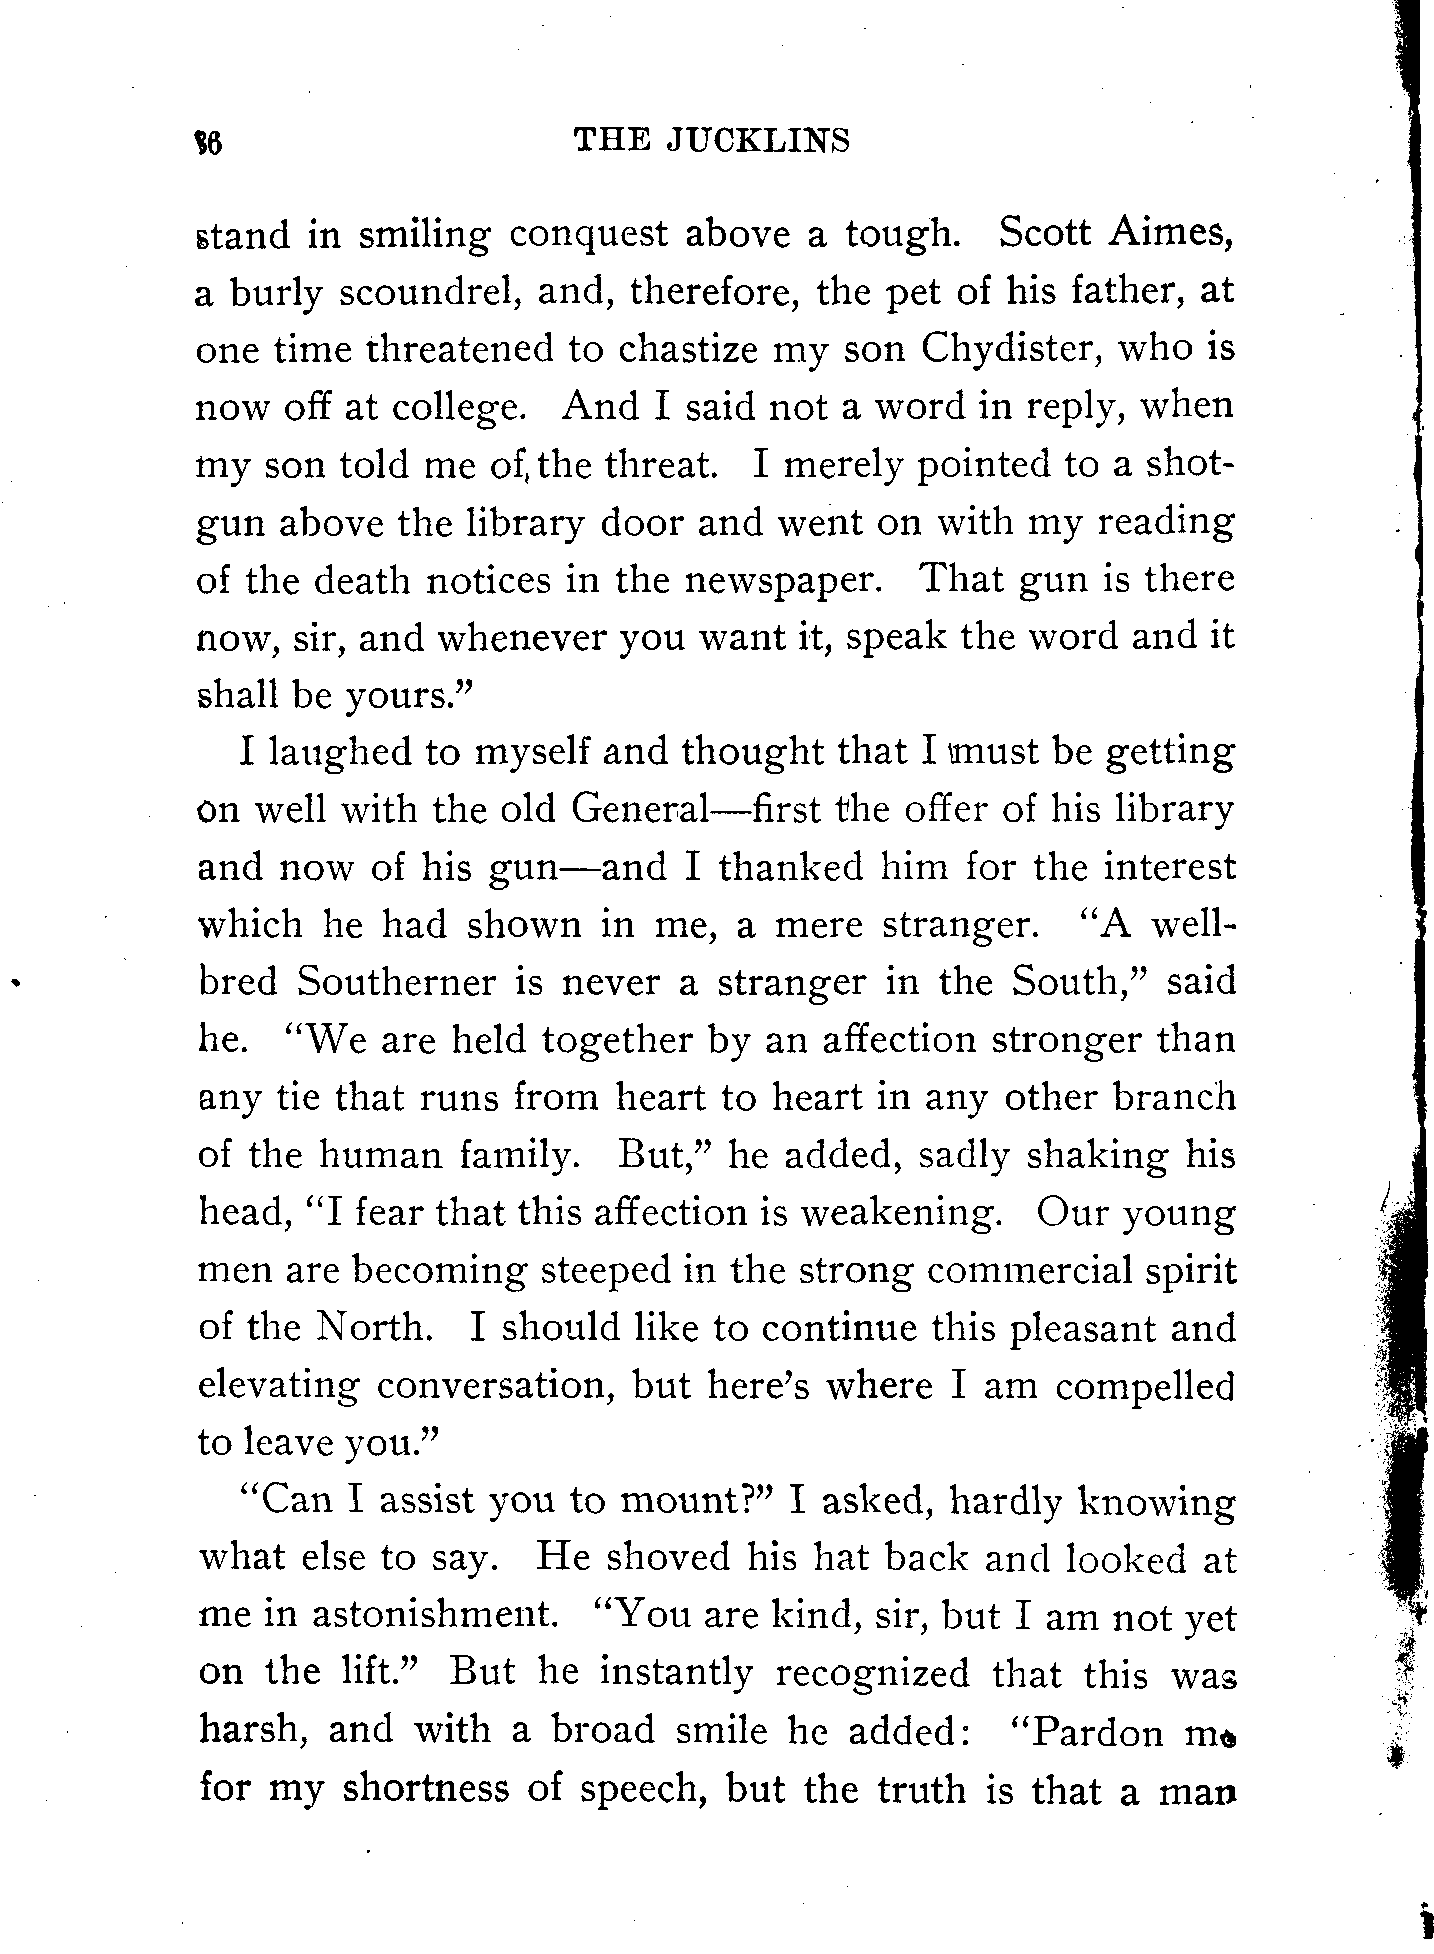 86 THE JUCKLINS
stand in smiling conquest above a tough. Scott Aimes,
a burly scoundrel, and, therefore, the pet of his father, at
one time threatened to chastize my son Chydister, who is
now off at college. And I said not a word in reply, when
my son told me of the threat. I merely pointed to a shot-
gun above the library door and went on with my reading
of the death notices in the newspaper. That gun is there
now, sir, and whenever you want it, speak the word and it
shall be yours.”
I laughed to myself and thought that I must be getting
on well with the old General—first the offer of his library
and now of his gun—and I thanked him for the interest
which he had shown in me, a mere stranger. “A well-
bred Southerner is never a stranger in the South,” said
he. “We are held together by an affection stronger than
any tie that runs from heart to heart in any other branch
of the human family. But,” he added, sadly shaking his
head, “I fear that this affection is weakening. Our young
men are becoming steeped in the strong commercial spirit
of the North. I should like to continue this pleasant and
elevating conversation, but here’s where I am compelled
to leave you.”
“Can I assist you to mount?” I asked, hardly knowing
what else to say. He shoved his hat back and looked at
me in astonishment. “You are kind, sir, but I am not yet
on the lift.” But he instantly recognized that this was
harsh, and with a broad smile he added: “Pardon me
for my shortness of speech, but the truth is that a man